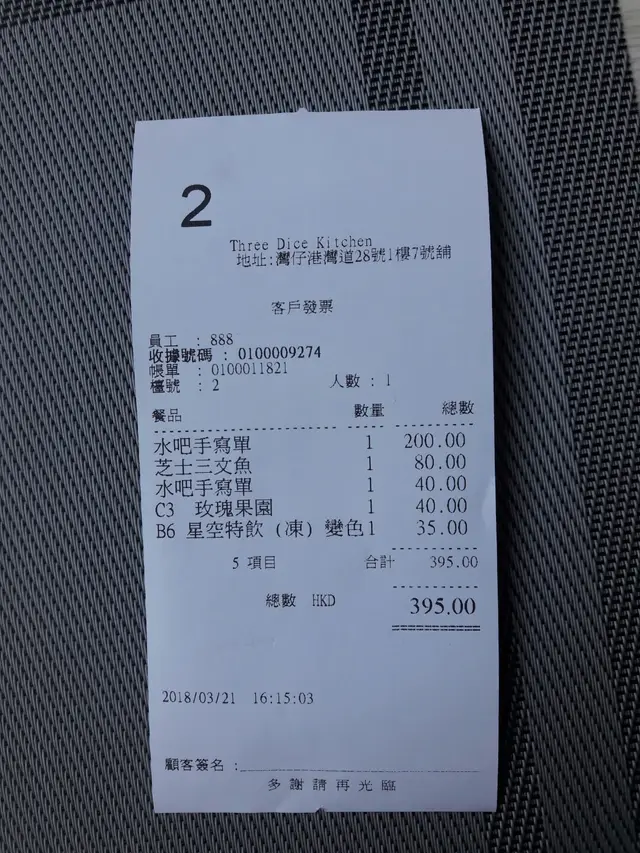 2
Three Dice Kitchen
地址:灣仔港灣道28號1樓7號舖
客戶發票
員工 : 888
收據號碼 : 0100009274
帳單 : 0100011821
檯號 : 2 人數 : 1
餐品 數量 總數
水吧手寫單 1 200.00
芝士三文魚 1 80.00
水吧手寫單 1 40.00
C3 玫瑰果園 1 40.00
B6 星空特飲 (凍) 變色1 35.00
5 項目 合計 395.00
總數 HKD 395.00
2018/03/21 16:15:03
顧客簽名 :
多謝請再光臨